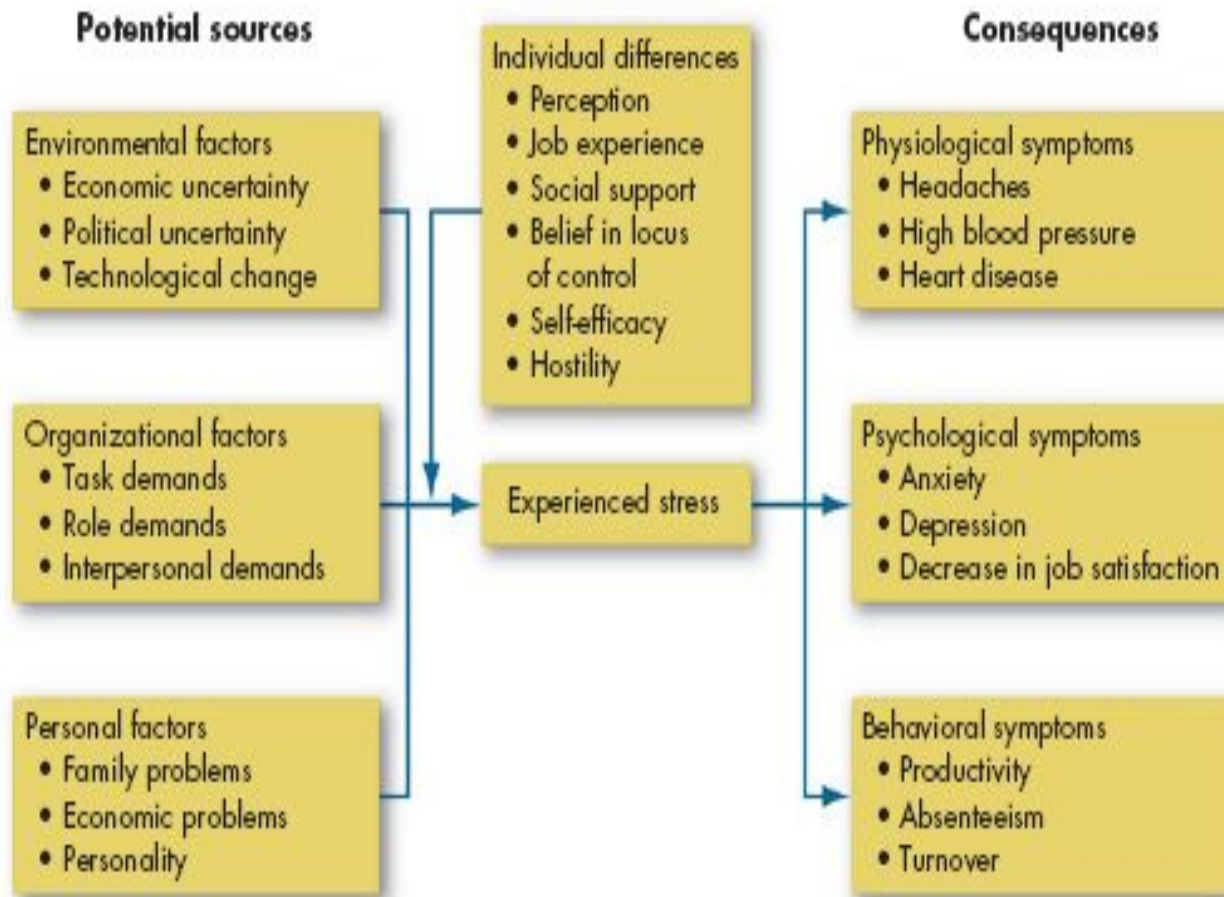 Potential sources
Environmental factors
• Economic uncertainty
• Political uncertainty
• Technological change
Organizational factors
• Task demands
• Role demands
• Interpersonal demands
Personal factors
• Family problems
• Economic problems
• Personality
Individual differences
• Perception
• Job experience
• Social support
• Belief in locus
of control
• Self-efficacy
• Hostility
Experienced stress
Consequences
Physiological symptoms
• Headaches
• High blood pressure
• Heart disease
Psychological symptoms
• Anxiety
• Depression
• Decrease in job satisfaction
Behavioral symptoms
• Productivity
• Absenteeism
• Turnover